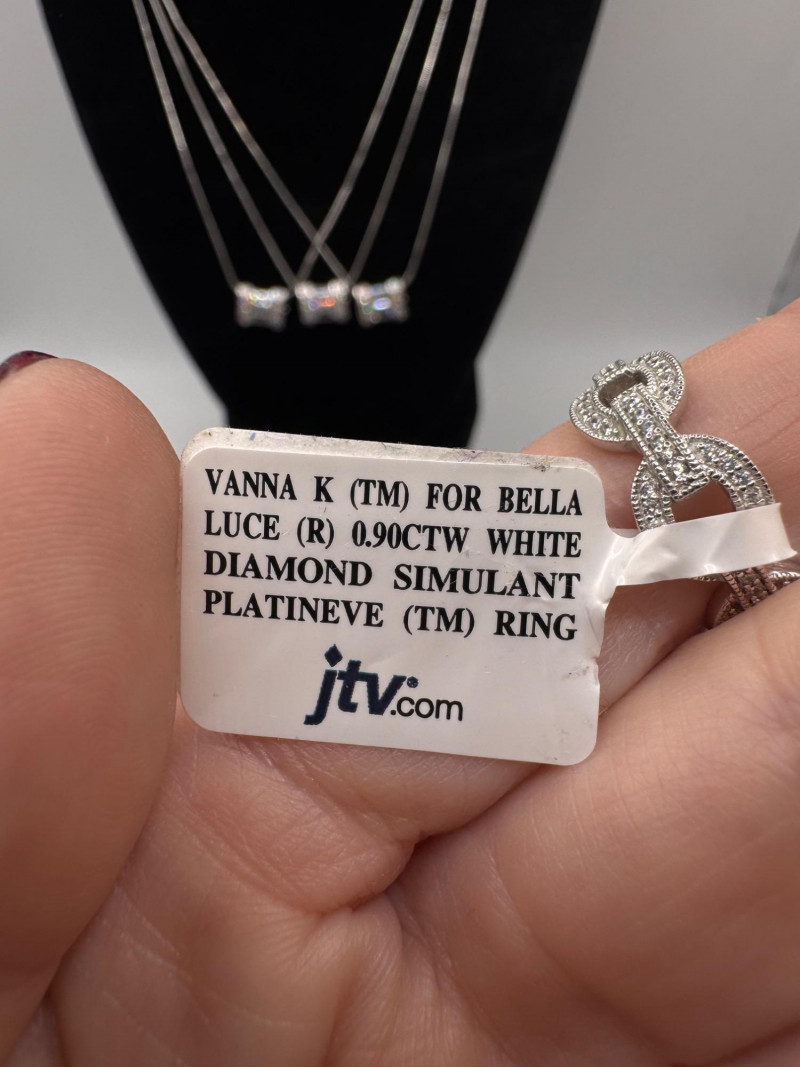 VANNA K (TM) FOR BELLA
LUCE (R) 0.90CTW WHITE
DIAMOND SIMULANT
PLATINEVE (TM) RING
jtv.com